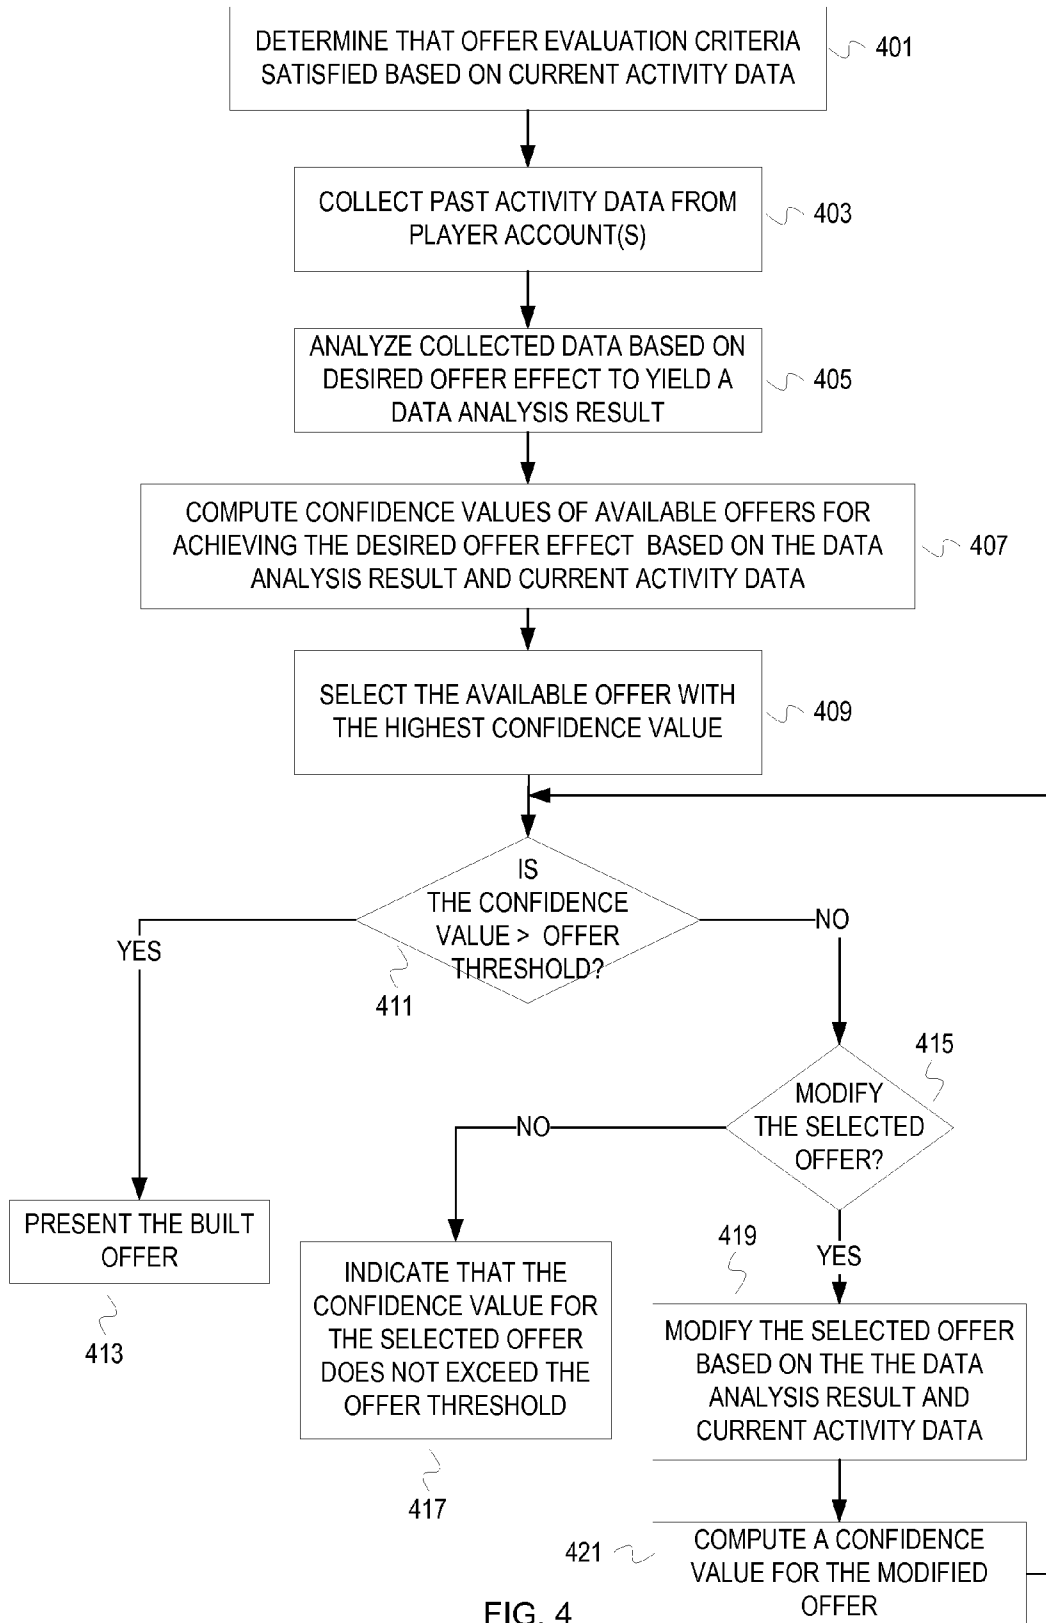 DETERMINE THAT OFFER EVALUATION CRITERIA
SATISFIED BASED ON CURRENT ACTIVITY DATA
401
COLLECT PAST ACTIVITY DATA FROM
PLAYER ACCOUNT(S)
403
ANALYZE COLLECTED DATA BASED ON
DESIRED OFFER EFFECT TO YIELD A
DATA ANALYSIS RESULT
405
COMPUTE CONFIDENCE VALUES OF AVAILABLE OFFERS FOR
ACHIEVING THE DESIRED OFFER EFFECT BASED ON THE DATA
ANALYSIS RESULT AND CURRENT ACTIVITY DATA
407
SELECT THE AVAILABLE OFFER WITH
THE HIGHEST CONFIDENCE VALUE
409
IS
THE CONFIDENCE
VALUE > OFFER
THRESHOLD?
411
YES
NO
415
MODIFY
THE SELECTED
OFFER?
NO
YES
PRESENT THE BUILT
OFFER
413
INDICATE THAT THE
CONFIDENCE VALUE FOR
THE SELECTED OFFER
DOES NOT EXCEED THE
OFFER THRESHOLD
417
419
MODIFY THE SELECTED OFFER
BASED ON THE THE DATA
ANALYSIS RESULT AND
CURRENT ACTIVITY DATA
421
COMPUTE A CONFIDENCE
VALUE FOR THE MODIFIED
OFFER
FIG. 4